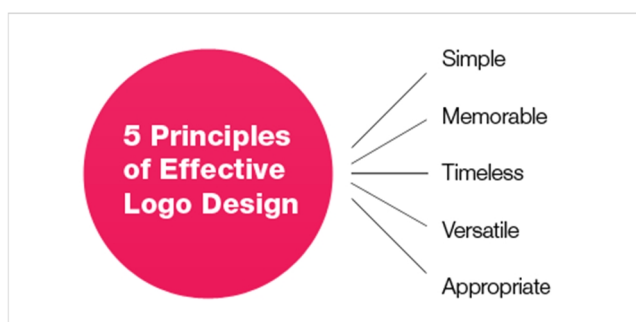 5 Principles
of Effective
Logo Design
Simple
Memorable
Timeless
Versatile
Appropriate